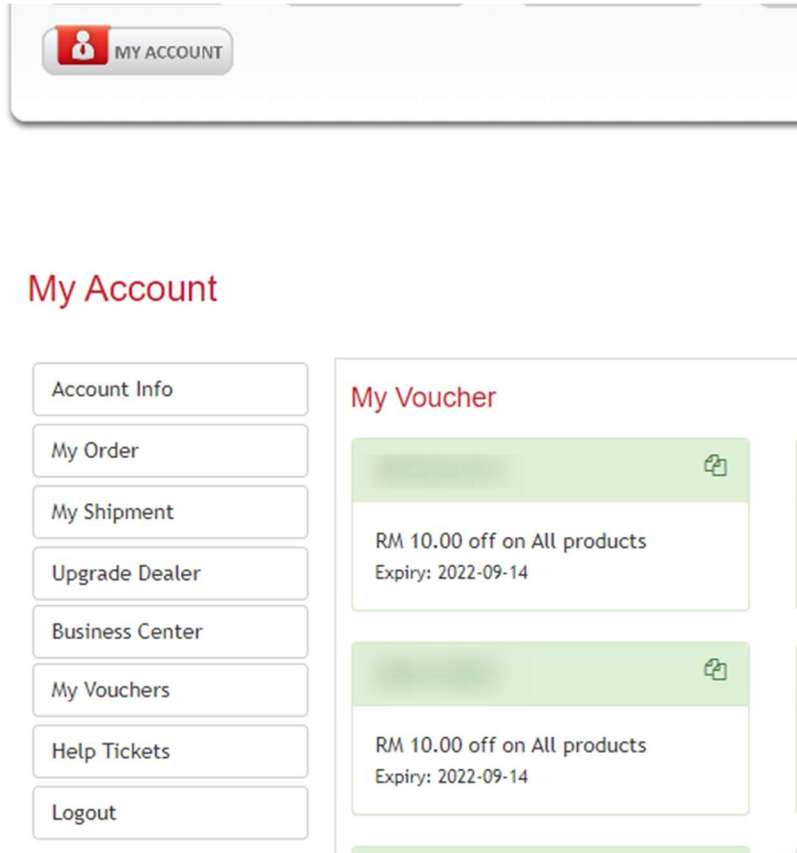 MY ACCOUNT
My Account
Account Info
My Order
My Shipment
Upgrade Dealer
Business Center
My Vouchers
Help Tickets
Logout
My Voucher
RM 10.00 off on All products
Expiry: 2022-09-14
RM 10.00 off on All products
Expiry: 2022-09-14